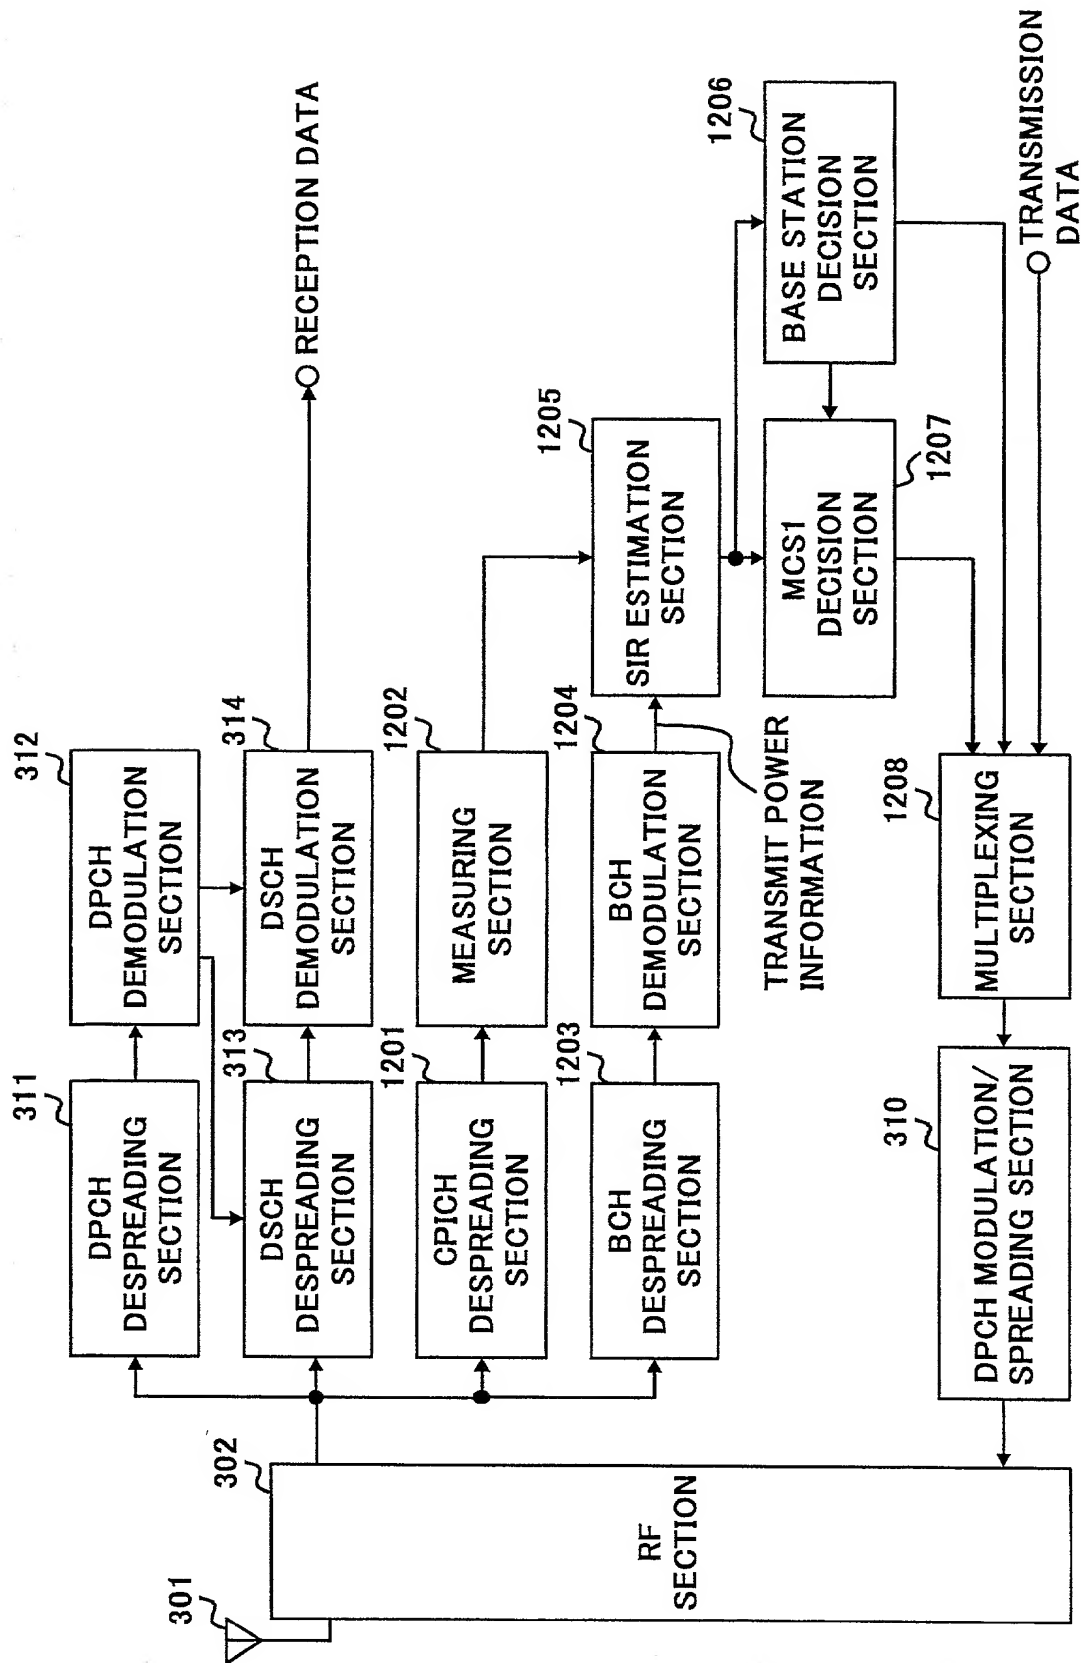 301
302
RF
SECTION
311
DPCH
DESPREADING
SECTION
312
DPCH
DEMODULATION
SECTION
313
DSCH
DESPREADING
SECTION
314
DSCH
DEMODULATION
SECTION
RECEPTION DATA
1201
CPICH
DESPREADING
SECTION
1202
MEASURING
SECTION
1203
BCH
DESPREADING
SECTION
1204
BCH
DEMODULATION
SECTION
1205
SIR ESTIMATION
SECTION
TRANSMIT POWER
INFORMATION
1206
BASE STATION
DECISION
SECTION
MCS1
DECISION
SECTION
1207
310
DPCH MODULATION/
SPREADING SECTION
1208
MULTIPLEXING
SECTION
TRANSMISSION
DATA